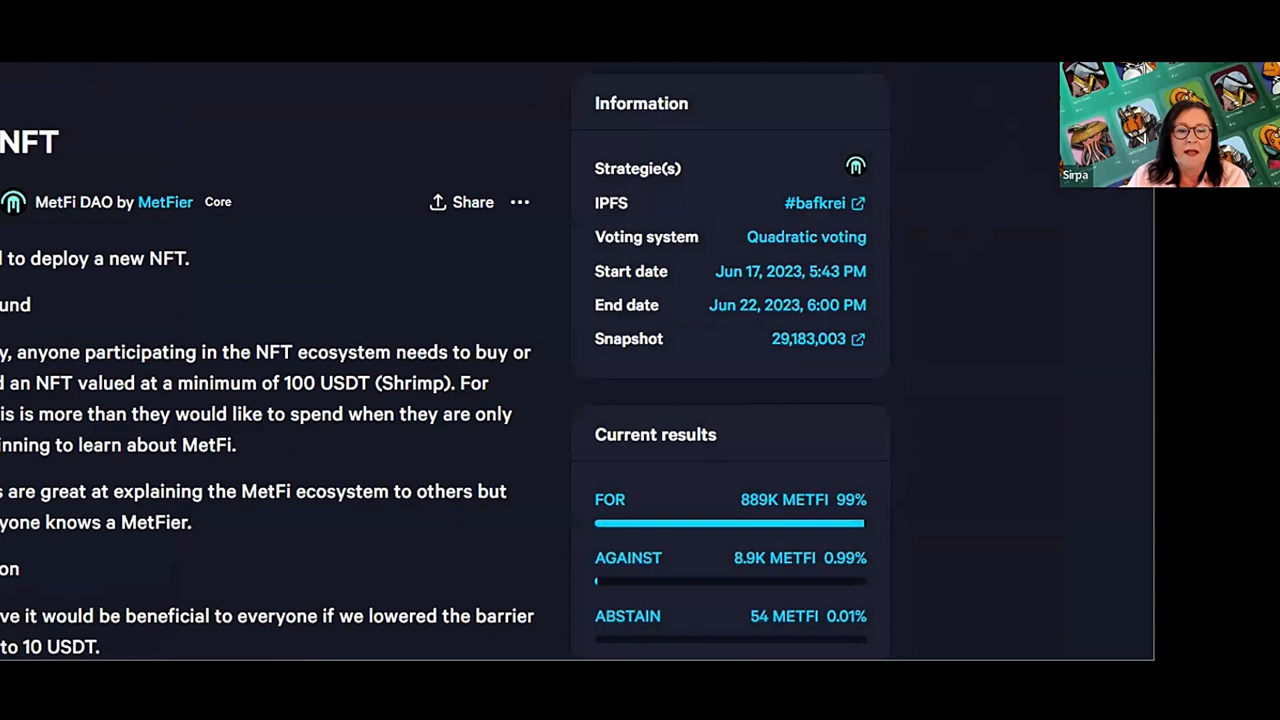 NFT
MetFi DAO by MetFier Core
Share
to deploy a new NFT.
und
y, anyone participating in the NFT ecosystem needs to buy or
d an NFT valued at a minimum of 100 USDT (Shrimp). For
is is more than they would like to spend when they are only
inning to learn about MetFi.
s are great at explaining the MetFi ecosystem to others but
yone knows a MetFier.
on
ve it would be beneficial to everyone if we lowered the barrier
to 10 USDT.
Information
Strategie(s)
IPFS #bafkrei
Voting system Quadratic voting
Start date Jun 17, 2023, 5:43 PM
End date Jun 22, 2023, 6:00 PM
Snapshot 29,183,003
Current results
FOR 889K METFI 99%
AGAINST 8.9K METFI 0.99%
ABSTAIN 54 METFI 0.01%
Sirpa